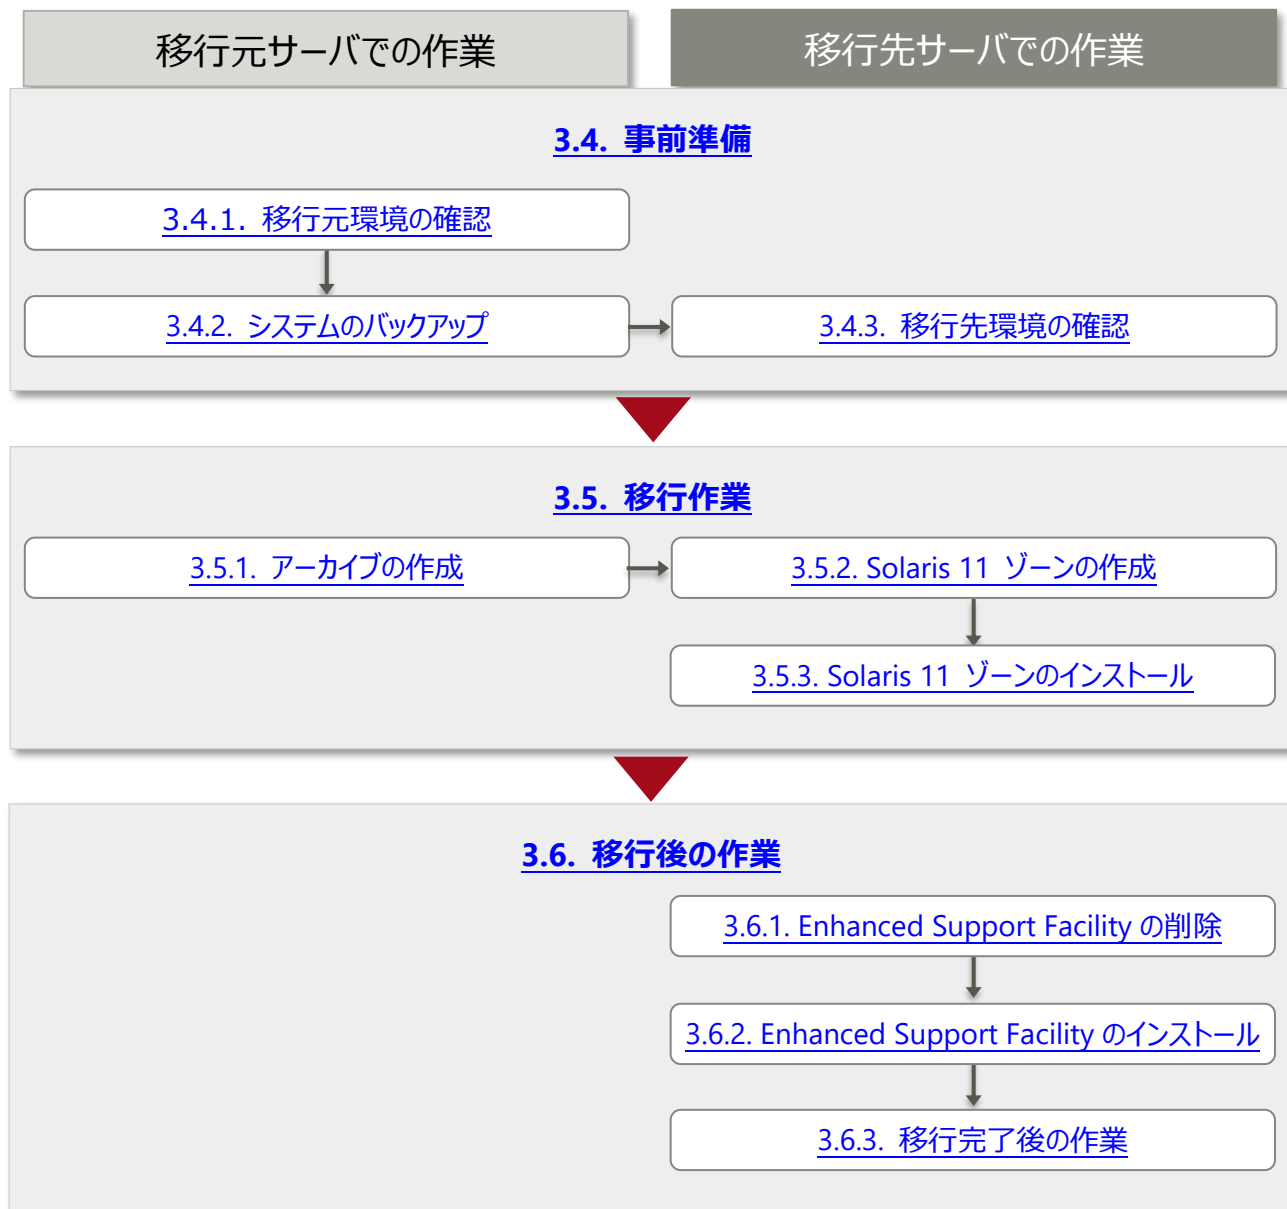 移行元サーバでの作業
移行先サーバでの作業
3.4. 事前準備
3.4.1. 移行元環境の確認
3.4.2. システムのバックアップ
3.4.3. 移行先環境の確認
3.5. 移行作業
3.5.1. アーカイブの作成
3.5.2. Solaris 11 ゾーンの作成
3.5.3. Solaris 11 ゾーンのインストール
3.6. 移行後の作業
3.6.1. Enhanced Support Facility の削除
3.6.2. Enhanced Support Facility のインストール
3.6.3. 移行完了後の作業